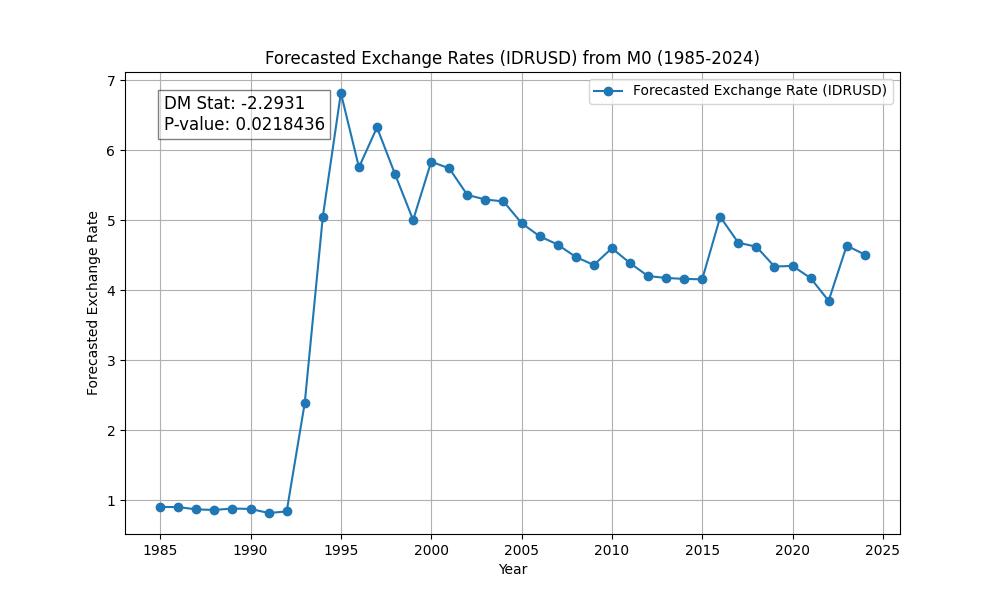 Forecasted Exchange Rates (IDRUSD) from M0 (1985-2024)
DM Stat: -2.2931
P-value: 0.0218436
Forecasted Exchange Rate (IDRUSD)
Forecasted Exchange Rate
7
6
5
4
3
2
1
1985 1990 1995 2000 2005 2010 2015 2020 2025
Year